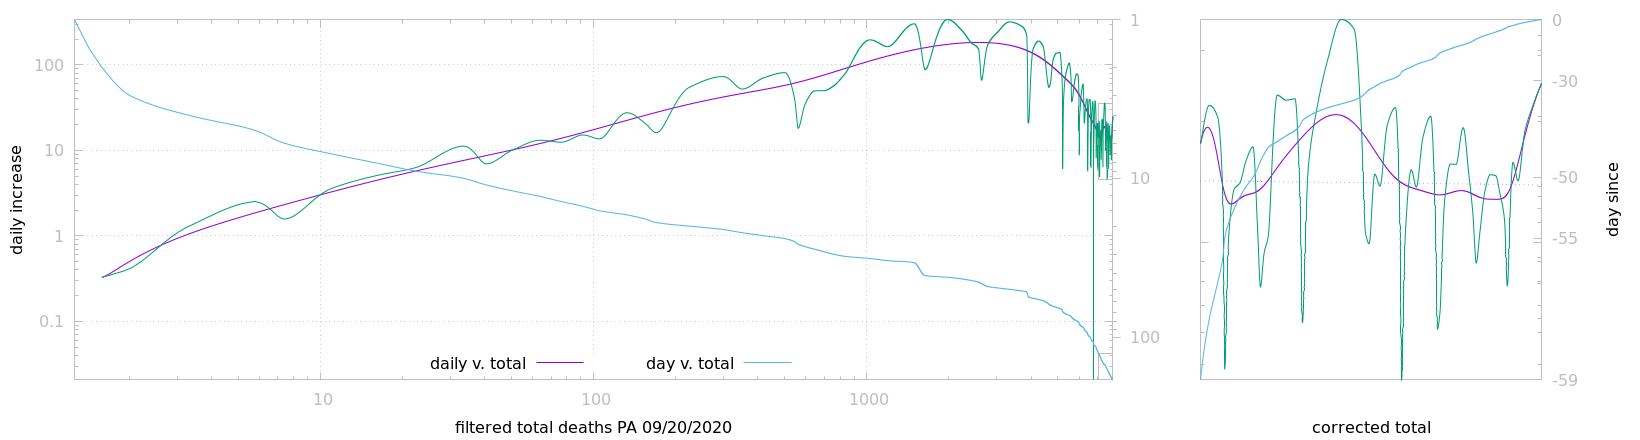 100
10
1
0.1
daily increase
10
100
1000
1
10
100
daily v. total
day v. total
filtered total deaths PA 09/20/2020
0
-30
-50
-55
-59
day since
corrected total